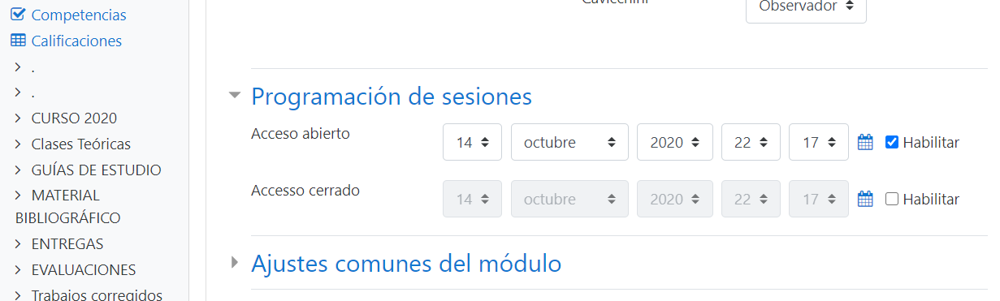 Competencias
Calificaciones
.
.
CURSO 2020
Clases Teóricas
GUÍAS DE ESTUDIO
MATERIAL
BIBLIOGRÁFICO
ENTREGAS
EVALUACIONES
Trabajos corregidos
Observador
Programación de sesiones
Acceso abierto 14 octubre 2020 22 17 Habilitar
Accesso cerrado 14 octubre 2020 22 17 Habilitar
Ajustes comunes del módulo